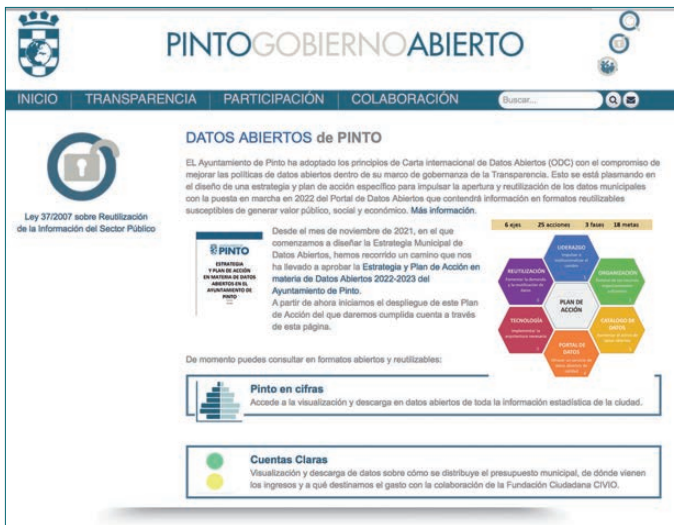 PINTOGOBIERNOABIERTO
INICIO
TRANSPARENCIA
PARTICIPACIÓN
COLABORACIÓN
Buscar...
Ley 37/2007 sobre Reutilización
de la Información del Sector Público
DATOS ABIERTOS de PINTO
EL Ayuntamiento de Pinto ha adoptado los principios de Carta internacional de Datos Abiertos (ODC) con el compromiso de
mejorar las políticas de datos abiertos dentro de su marco de gobernanza de la Transparencia. Esto se está plasmando en
el diseño de una estrategia y plan de acción específico para impulsar la apertura y reutilización de los datos municipales
con la puesta en marcha en 2022 del Portal de Datos Abiertos que contendrá información en formatos reutilizables
susceptibles de generar valor público, social y económico. Más información.
PINTO
ESTRATEGIA
Y PLAN DE ACCIÓN
EN MATERIA DE DATOS
ABIERTOS EN EL
AYUNTAMIENTO DE
PINTO
Desde el mes de noviembre de 2021, en el que
comenzamos a diseñar la Estrategia Municipal de
Datos Abiertos, hemos recorrido un camino que nos
ha llevado a aprobar la Estrategia y Plan de Acción en
materia de Datos Abiertos 2022-2023 del
Ayuntamiento de Pinto.
A partir de ahora iniciamos el despliegue de este Plan
de Acción del que daremos cumplida cuenta a través
de esta página.
6 ejes 25 acciones 3 fases 18 metas
LIDERAZGO
REUTILIZACIÓN
ORGANIZACIÓN
PLAN DE
ACCIÓN
TECNOLOGÍA
CATÁLOGO DE
DATOS
PORTAL DE
DATOS
De momento puedes consultar en formatos abiertos y reutilizables:
Pinto en cifras
Accede a la visualización y descarga en datos abiertos de toda la información estadística de la ciudad.
Cuentas Claras
Visualización y descarga de datos sobre cómo se distribuye el presupuesto municipal, de dónde vienen
los ingresos y a qué destinamos el gasto con la colaboración de la Fundación Ciudadana CIVIO.